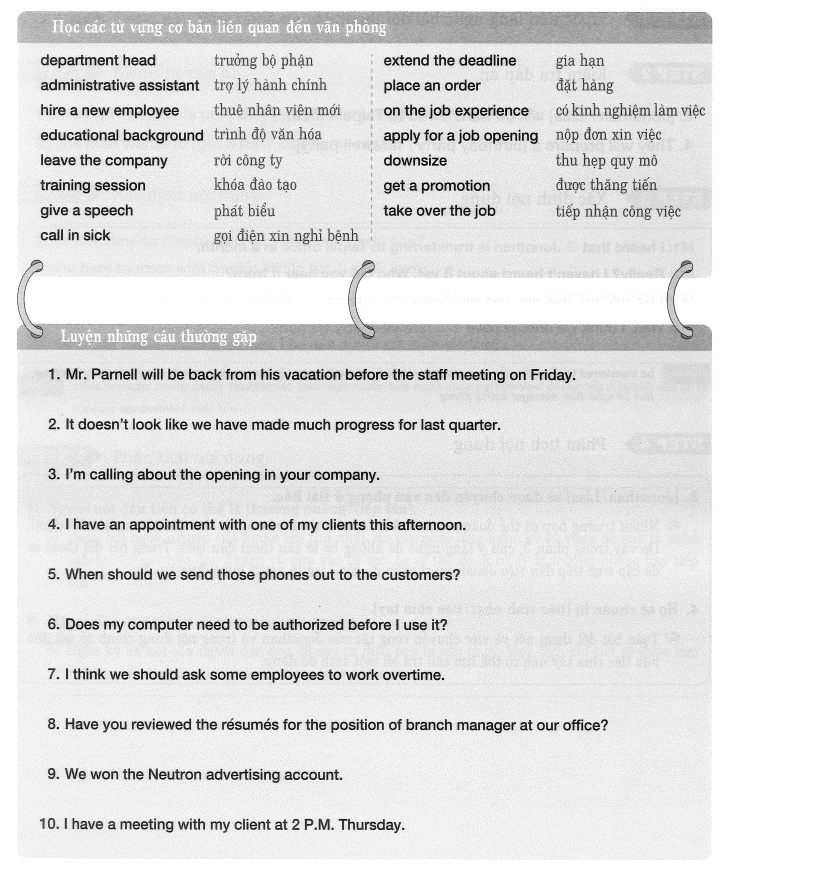 Học các từ vựng cơ bản liên quan đến văn phòng
department head trưởng bộ phận
administrative assistant trợ lý hành chính
hire a new employee thuê nhân viên mới
educational background trình độ văn hóa
leave the company rời công ty
training session khóa đào tạo
give a speech phát biểu
call in sick gọi điện xin nghỉ bệnh
extend the deadline gia hạn
place an order đặt hàng
on the job experience có kinh nghiệm làm việc
apply for a job opening nộp đơn xin việc
downsize thu hẹp quy mô
get a promotion được thăng tiến
take over the job tiếp nhận công việc
Luyện những câu thường gặp
1. Mr. Parnell will be back from his vacation before the staff meeting on Friday.
2. It doesn't look like we have made much progress for last quarter.
3. I'm calling about the opening in your company.
4. I have an appointment with one of my clients this afternoon.
5. When should we send those phones out to the customers?
6. Does my computer need to be authorized before I use it?
7. I think we should ask some employees to work overtime.
8. Have you reviewed the résumés for the position of branch manager at our office?
9. We won the Neutron advertising account.
10. I have a meeting with my client at 2 P.M. Thursday.